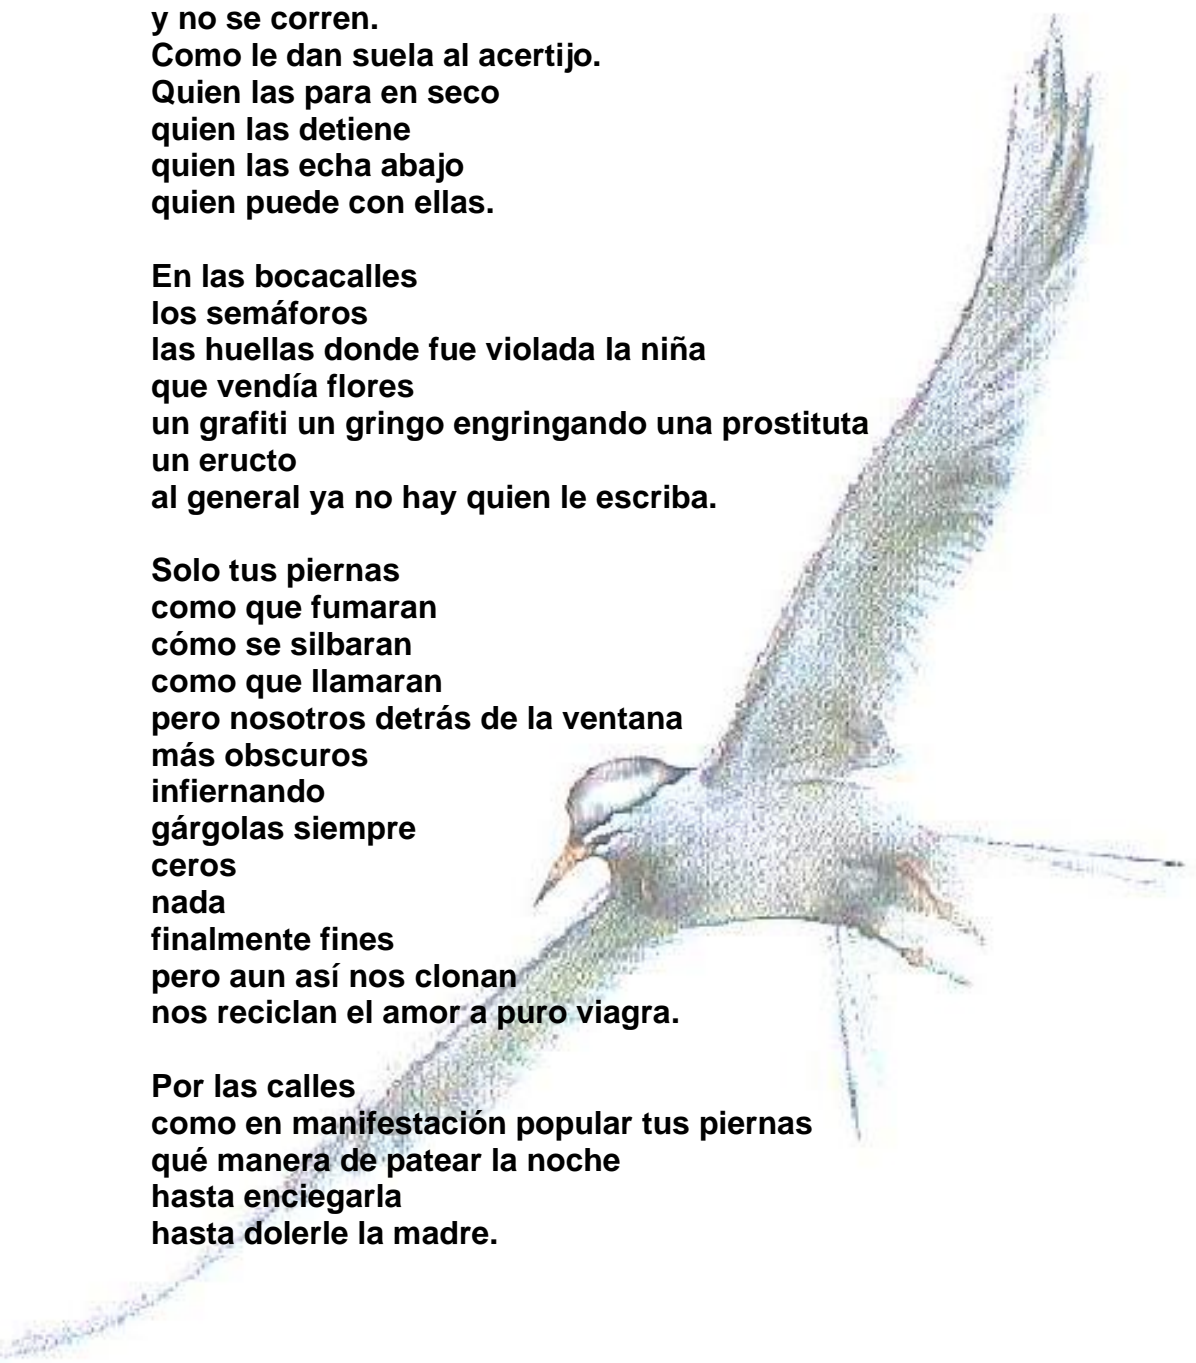 y no se corren.
Como le dan suela al acertijo.
Quien las para en seco
quien las detiene
quien las echa abajo
quien puede con ellas.

En las bocacalles
los semáforos
las huellas donde fue violada la niña
que vendía flores
un grafiti un gringo engringando una prostituta
un eructo
al general ya no hay quien le escriba.

Solo tus piernas
como que fumaran
cómo se silbaran
como que llamaran
pero nosotros detrás de la ventana
más obscuros
infiernando
gárgolas siempre
ceros
nada
finalmente fines
pero aun así nos clonan
nos reciclan el amor a puro viagra.

Por las calles
como en manifestación popular tus piernas
qué manera de patear la noche
hasta enciegarla
hasta dolerle la madre.